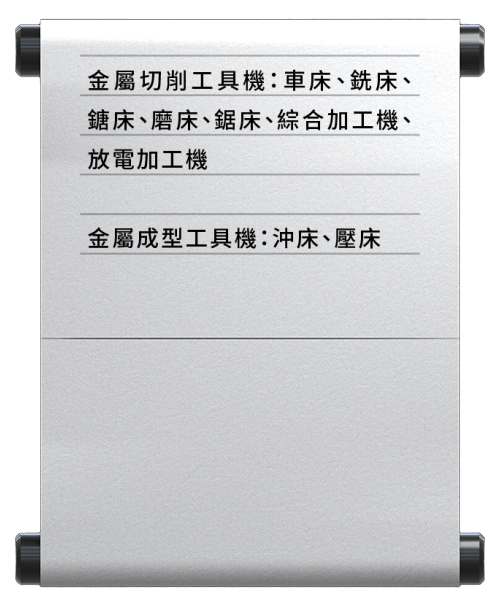 金屬切削工具機：車床、銑床、
鎕床、磨床、鋸床、綜合加工機、
放電加工機
金屬成型工具機：沖床、壓床